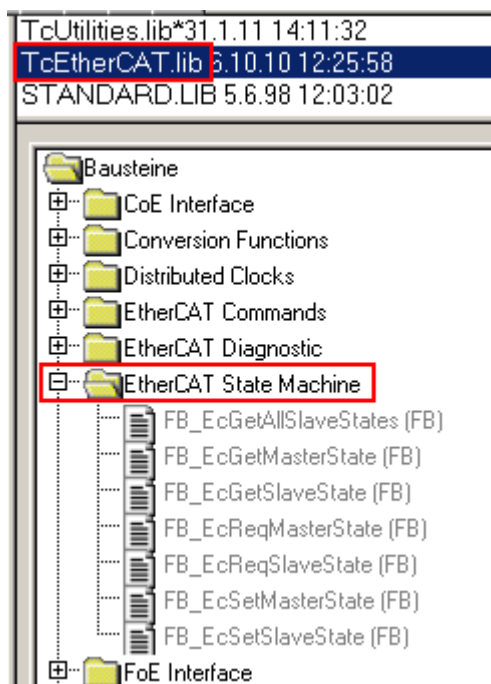 TcUtilities.lib*31.1.11 14:11:32
TcEtherCAT.lib 6.10.10 12:25:58
STANDARD.LIB 5.6.98 12:03:02
Bausteine
CoE Interface
Conversion Functions
Distributed Clocks
EtherCAT Commands
EtherCAT Diagnostic
EtherCAT State Machine
FB_EcGetAllSlaveStates (FB)
FB_EcGetMasterState (FB)
FB_EcGetSlaveState (FB)
FB_EcReqMasterState (FB)
FB_EcReqSlaveState (FB)
FB_EcSetMasterState (FB)
FB_EcSetSlaveState (FB)
FoE Interface